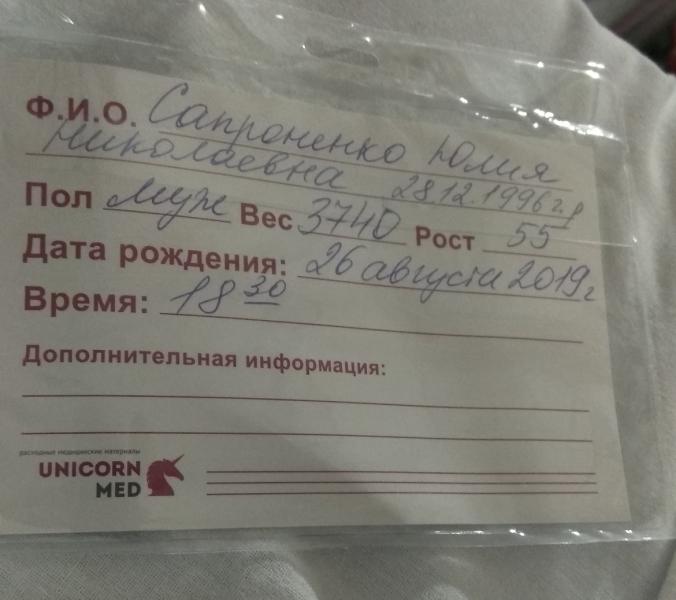 Ф.И.О. Сапроненко Юлия
Николаевна 28.12.1996 г.р
Пол муж Вес 3740 Рост 55
Дата рождения: 26 августа 2019г
Время: 18 30
Дополнительная информация:
расходные медицинские материалы
UNICORN
MED